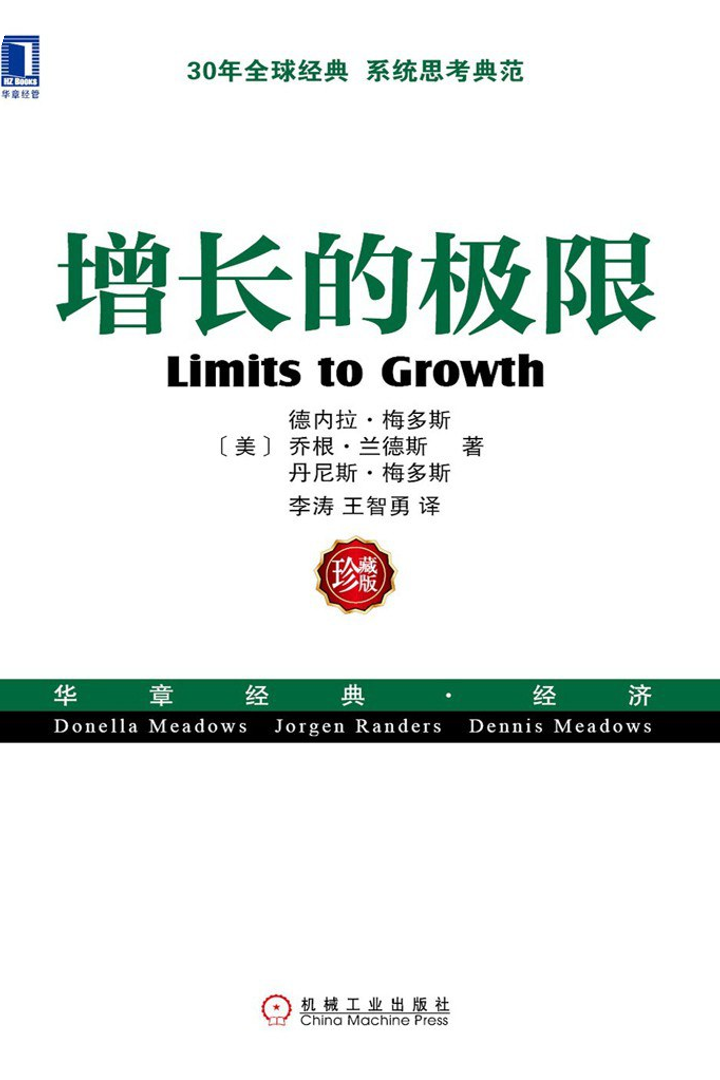 HZ Books
华章经管
30年全球经典 系统思考典范
增长的极限
Limits to Growth
德内拉·梅多斯
〔美〕乔根·兰德斯 著
丹尼斯·梅多斯
李涛 王智勇 译
珍藏版
华章经典·经济
Donella Meadows Jorgen Randers Dennis Meadows
机械工业出版社
China Machine Press